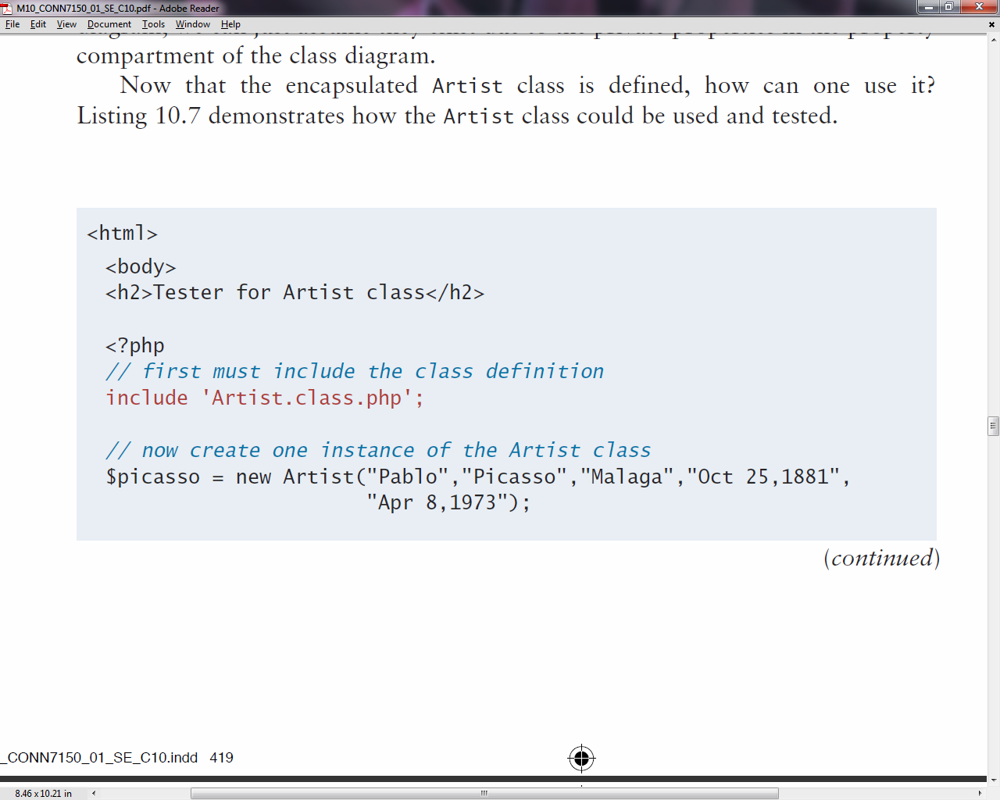 M10_CONN7150_01_SE_C10.pdf - Adobe Reader
File Edit View Document Tools Window Help
compartment of the class diagram.
Now that the encapsulated Artist class is defined, how can one use it?
Listing 10.7 demonstrates how the Artist class could be used and tested.
<html>
<body>
<h2>Tester for Artist class</h2>
<?php
// first must include the class definition
include 'Artist.class.php';
// now create one instance of the Artist class
$picasso = new Artist("Pablo","Picasso","Malaga","Oct 25,1881",
"Apr 8,1973");
(continued)
_CONN7150_01_SE_C10.indd 419
8.46 x 10.21 in